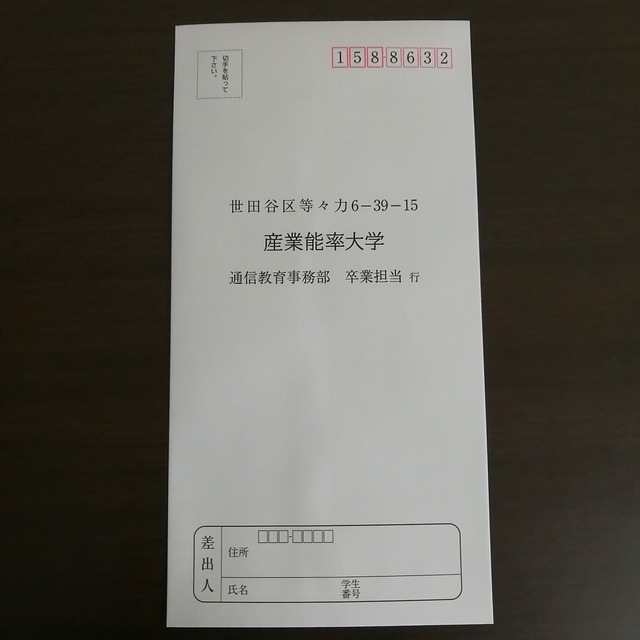 切手を貼って
下さい。
1588632
世田谷区等々力6-39-15
産業能率大学
通信教育事務部 卒業担当 行
差出人
住所
氏名
学生
番号